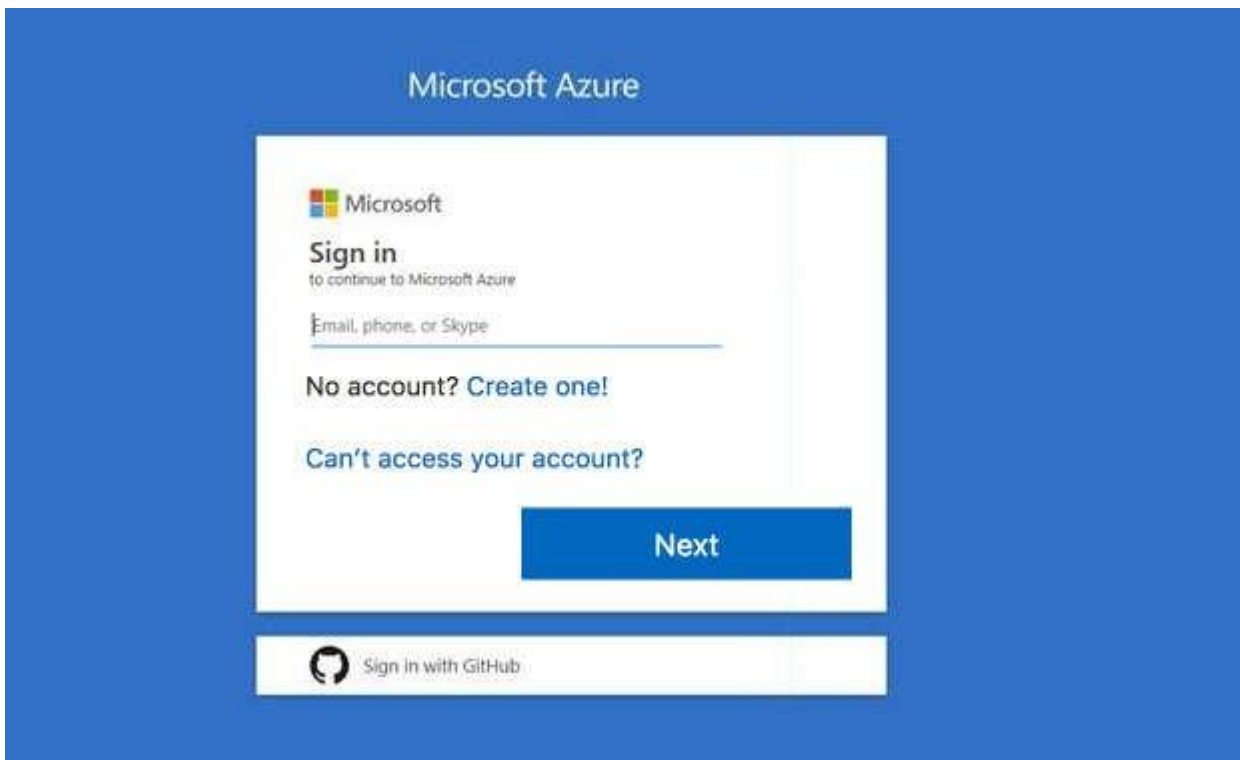 Microsoft Azure
Microsoft
Sign in
to continue to Microsoft Azure
Email, phone, or Skype
No account? Create one!
Can't access your account?
Next
Sign in with GitHub